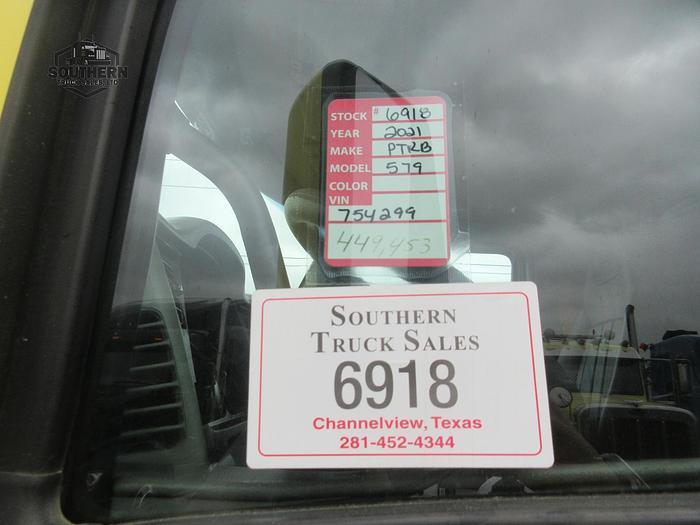 SOUTHERN
TRUCK SALES LTD
STOCK # 6918
YEAR 2021
MAKE PTRB
MODEL 579
COLOR
VIN
754299
449,453
SOUTHERN
TRUCK SALES
6918
Channelview, Texas
281-452-4344